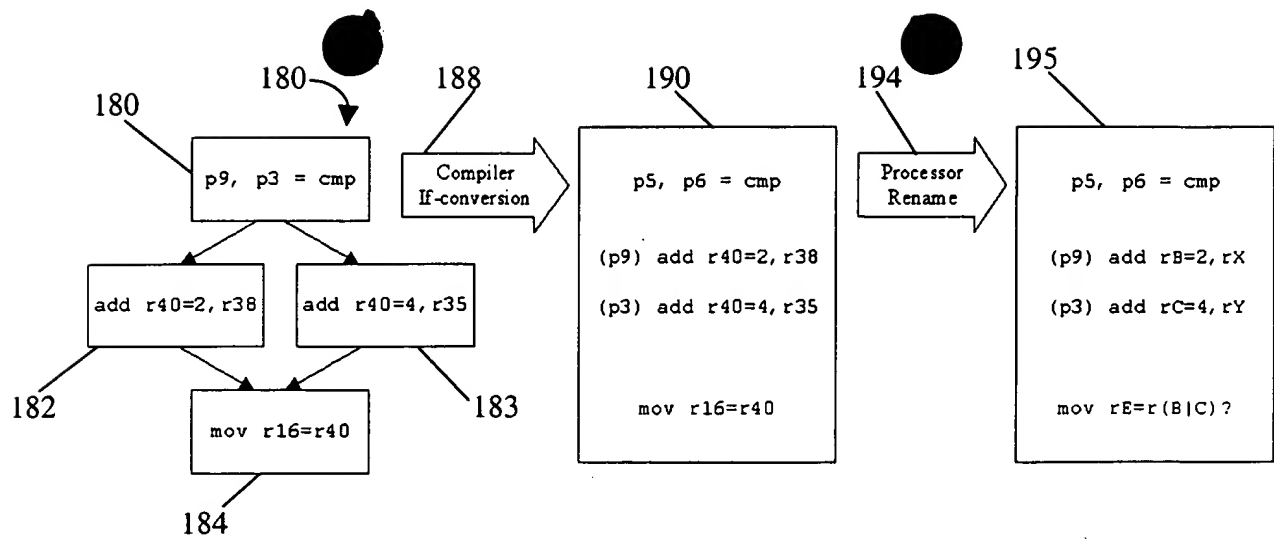 180
188
190
194
195
180
p9, p3 = cmp
Compiler
If-conversion
add r40=2,r38
add r40=4,r35
182
183
mov r16=r40
184
p5, p6 = cmp
(p9) add r40=2,r38
(p3) add r40=4,r35
mov r16=r40
Processor
Rename
p5, p6 = cmp
(p9) add rB=2,rX
(p3) add rC=4,rY
mov rE=r(B|C)?